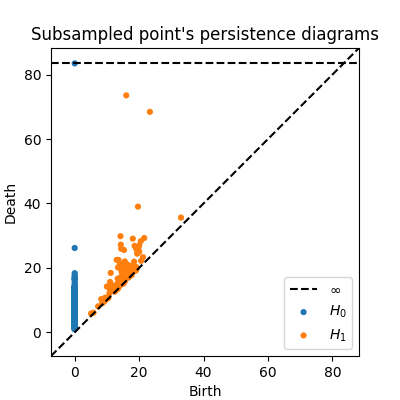 Subsampled point's persistence diagrams
Death
80
60
40
20
0
∞
H₀
H₁
0 20 40 60 80
Birth